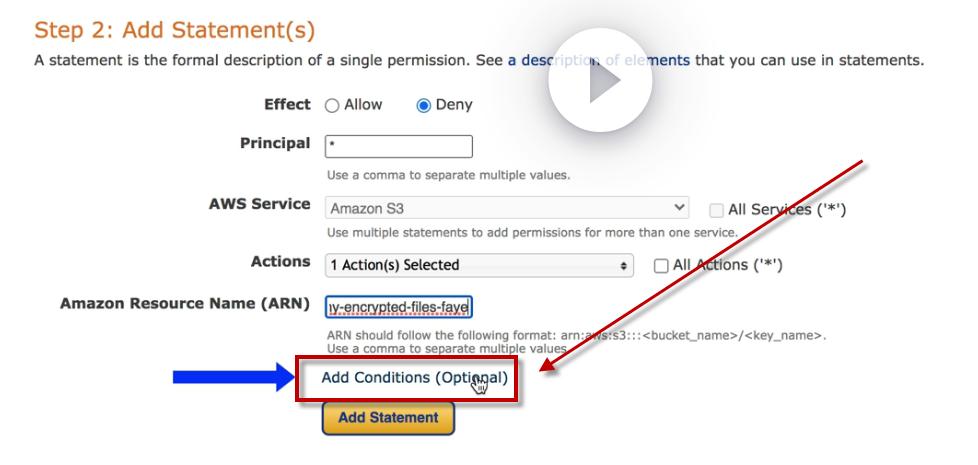 Step 2: Add Statement(s)
A statement is the formal description of a single permission. See a description of elements that you can use in statements.
Effect Allow Deny
Principal *
Use a comma to separate multiple values.
AWS Service Amazon S3 All Services ('*')
Use multiple statements to add permissions for more than one service.
Actions 1 Action(s) Selected All Actions ('*')
Amazon Resource Name (ARN) y-encrypted-files-faye
ARN should follow the following format: arn:aws:s3:::<bucket_name>/<key_name>.
Use a comma to separate multiple values.
Add Conditions (Optional)
Add Statement